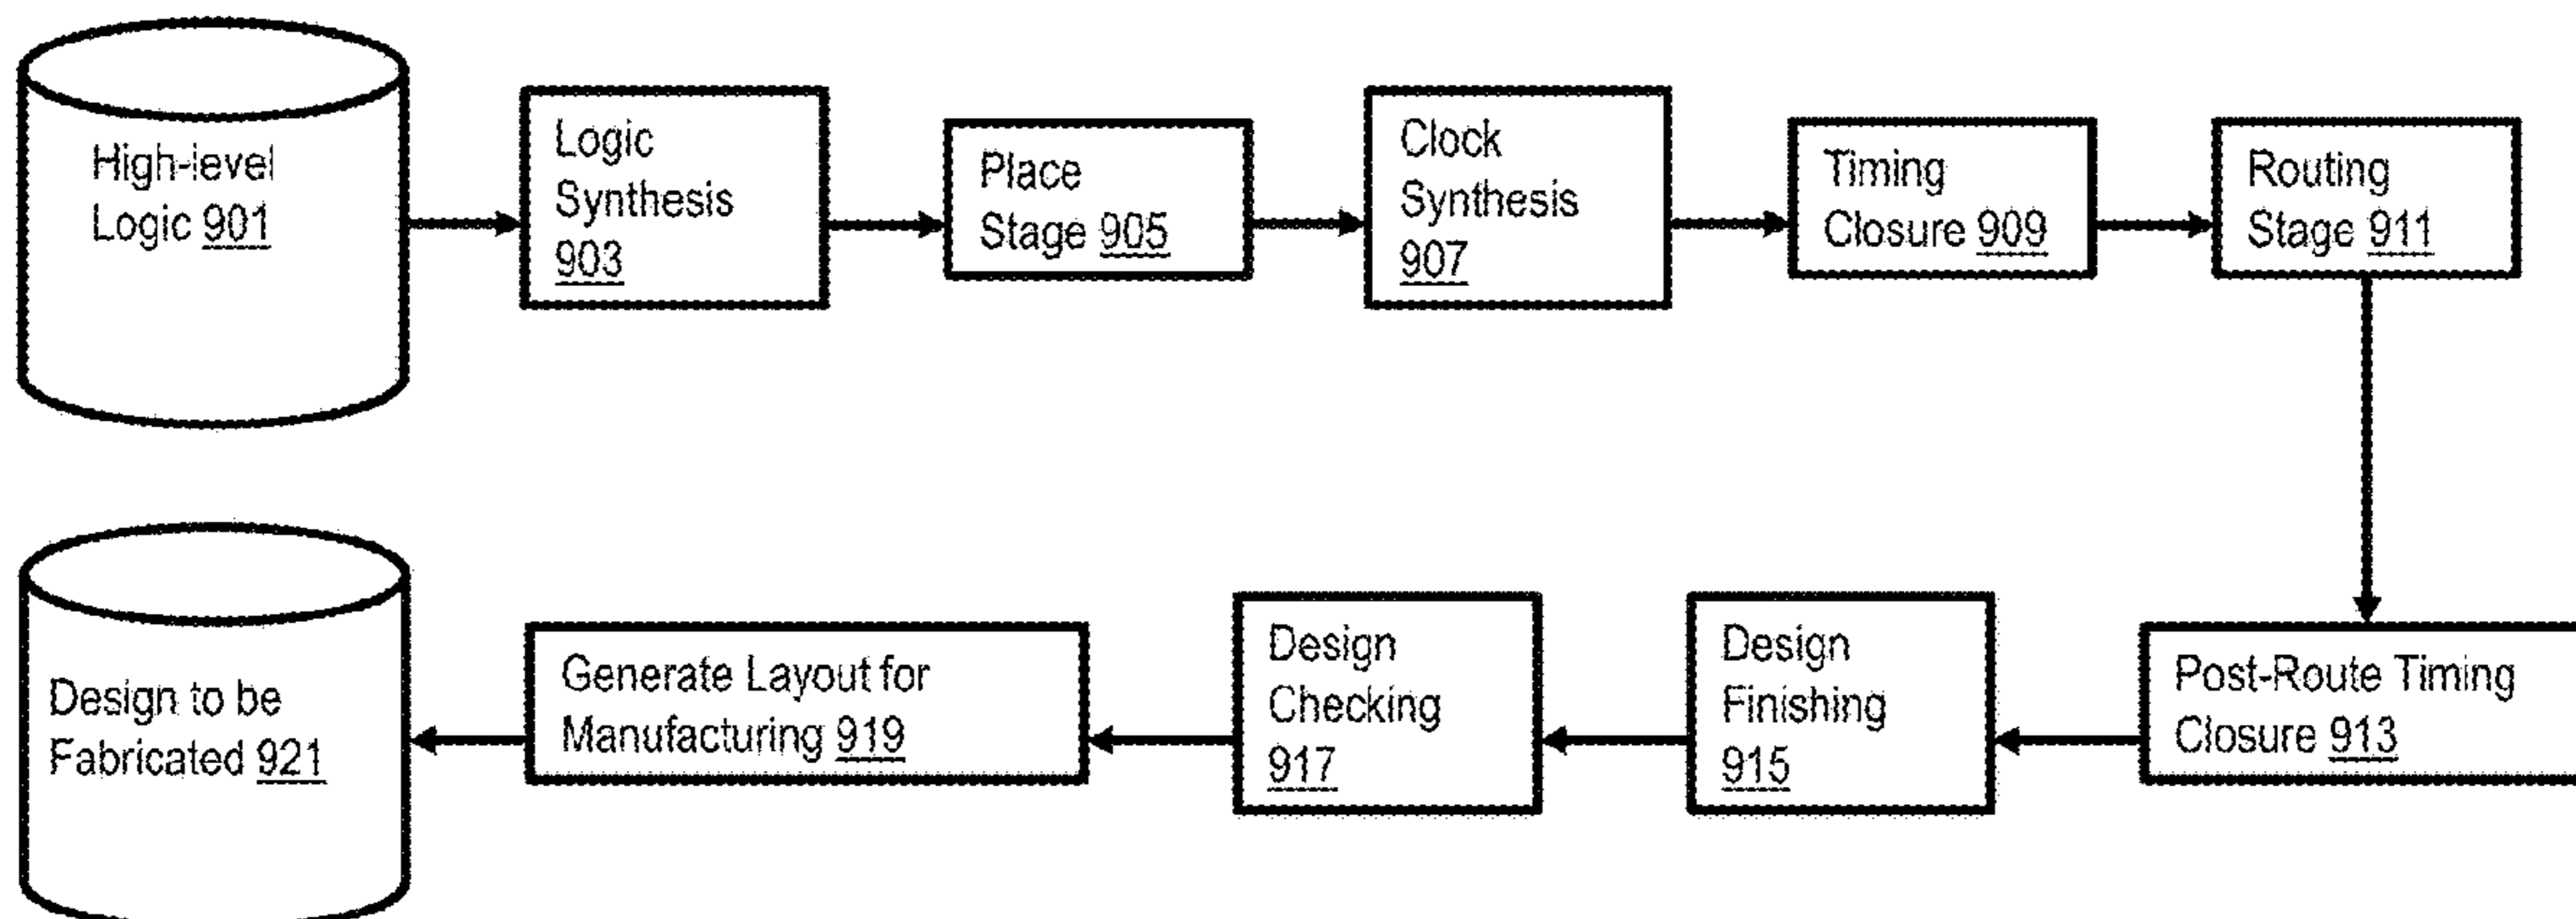 High-level
Logic 901
Logic
Synthesis
903
Place
Stage 905
Clock
Synthesis
907
Timing
Closure 909
Routing
Stage 911
Post-Route Timing
Closure 913
Design
Finishing
915
Design
Checking
917
Generate Layout for
Manufacturing 919
Design to be
Fabricated 921